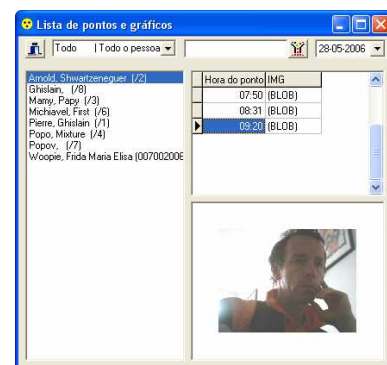 Lista de pontos e gráficos
Todo | Todo o pessoa
28-05-2006
Arnold, Shwartzeneguer (/2)
Ghislain, (/8)
Mamy, Papy (/3)
Michiavel, First (/6)
Pierre, Ghislain (/1)
Popo, Mixture (/4)
Popov, (/7)
Woopie, Frida Maria Elisa (007002006
Hora do ponto IMG
07:50 (BLOB)
08:31 (BLOB)
09:20 (BLOB)